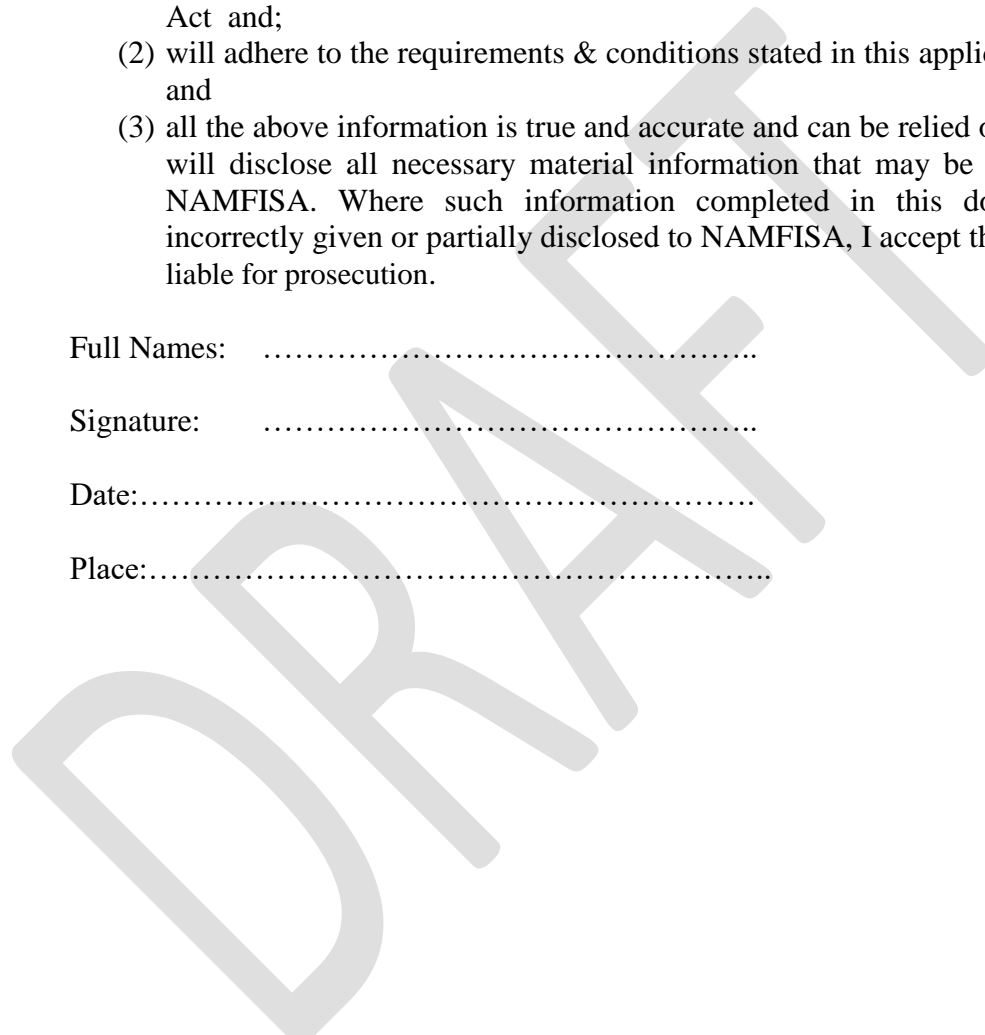 Act and;
(2) will adhere to the requirements & conditions stated in this
and
(3) all the above information is true and accurate and can be relied
will disclose all necessary material information that may be
NAMFISA. Where such information completed in this
incorrectly given or partially disclosed to NAMFISA, I accept
liable for prosecution.
Full Names: …………………………………………..
Signature: …………………………………………..
Date:………………………………………………….
Place:…………………………………………………..
DRAFT